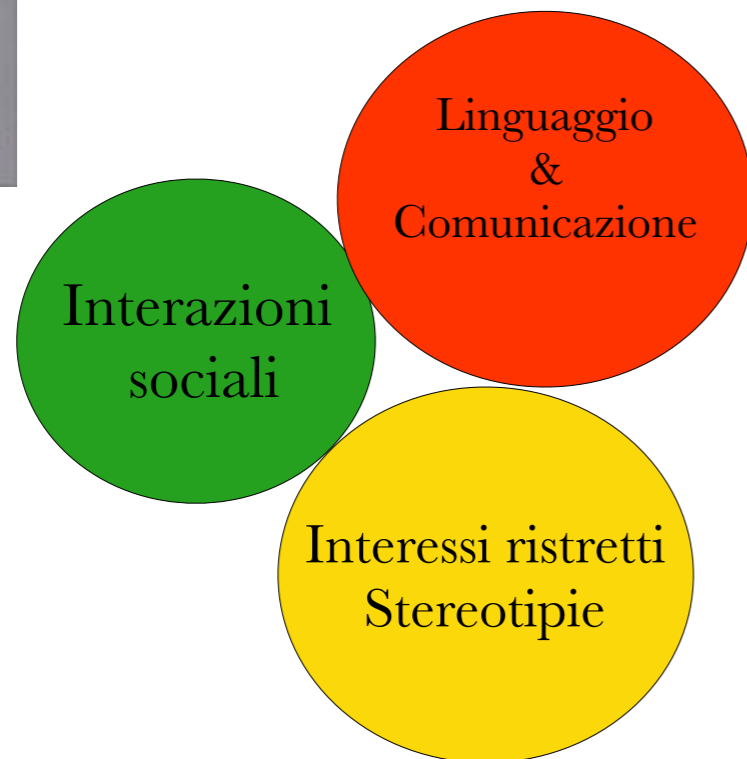 Linguaggio
&
Comunicazione
Interazioni
sociali
Interessi ristretti
Stereotipie